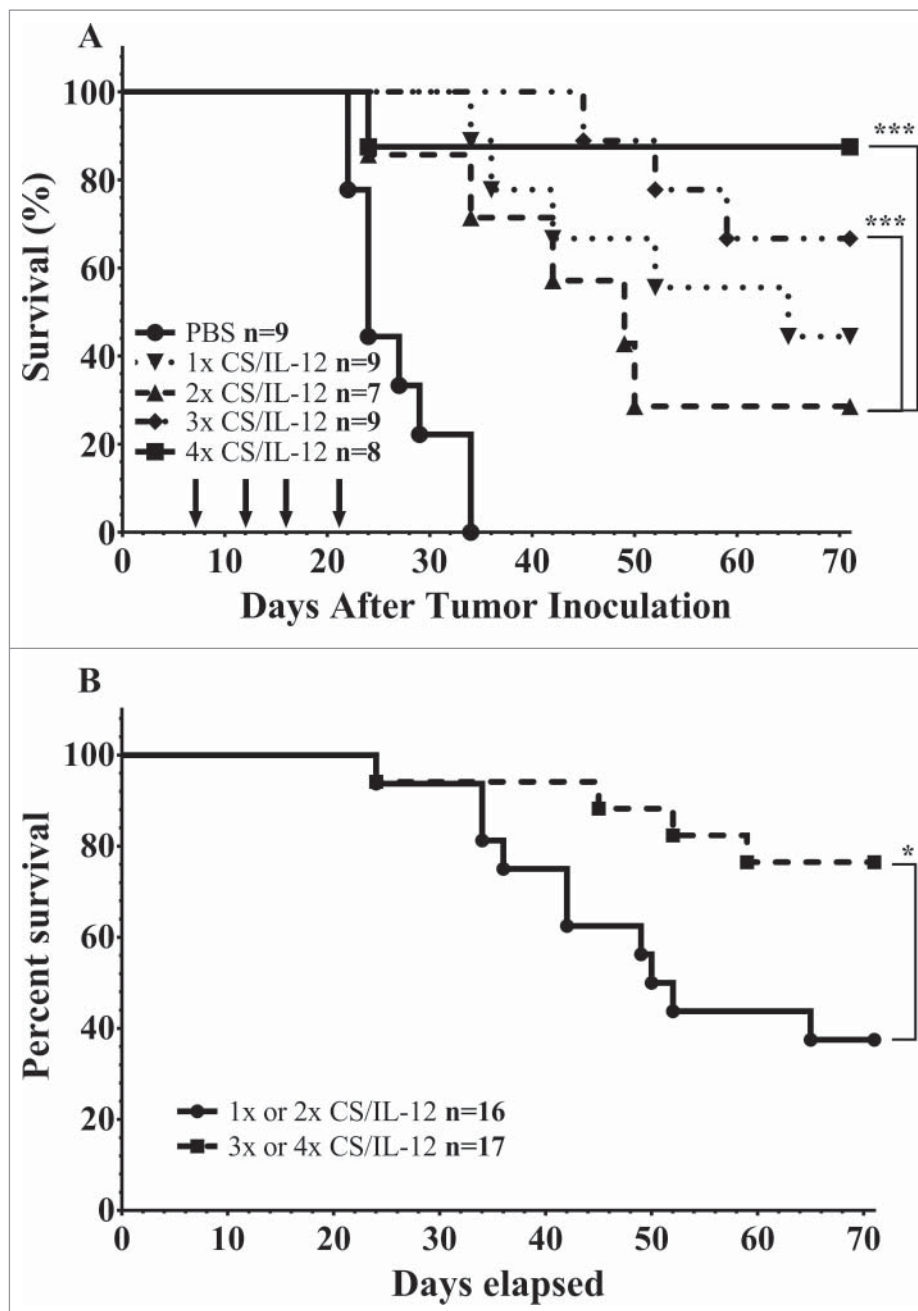 A
Survival (%)
100
80
60
40
20
0
PBS n=9
1x CS/IL-12 n=9
2x CS/IL-12 n=7
3x CS/IL-12 n=9
4x CS/IL-12 n=8
***
***
0 10 20 30 40 50 60 70
Days After Tumor Inoculation
B
Percent survival
100
80
60
40
20
0
*
1x or 2x CS/IL-12 n=16
3x or 4x CS/IL-12 n=17
0 10 20 30 40 50 60 70
Days elapsed